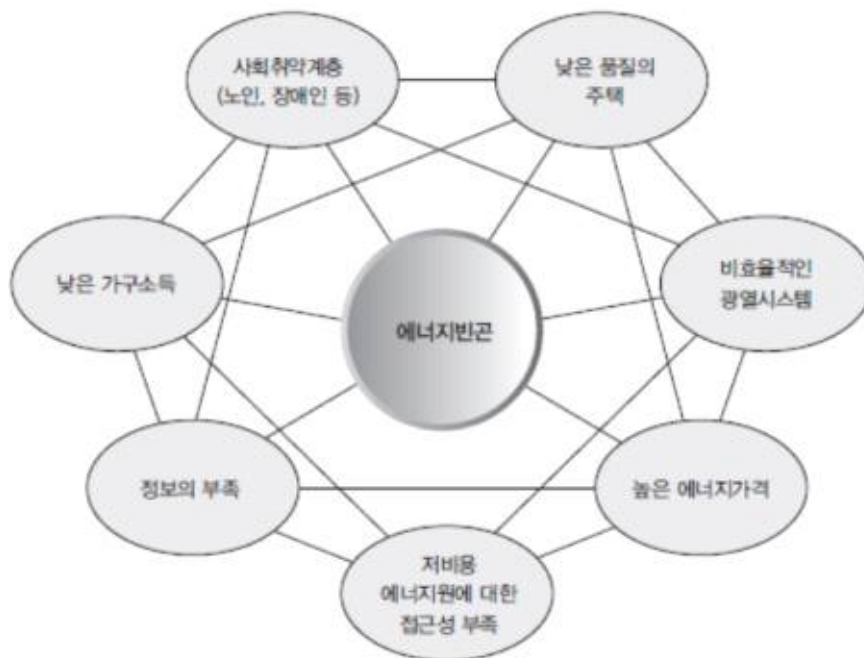 사회취약계층
(노인, 장애인 등)
낮은 품질의
주택
낮은 가구소득
비효율적인
광열시스템
에너지빈곤
정보의 부족
높은 에너지가격
저비용
에너지원에 대한
접근성 부족